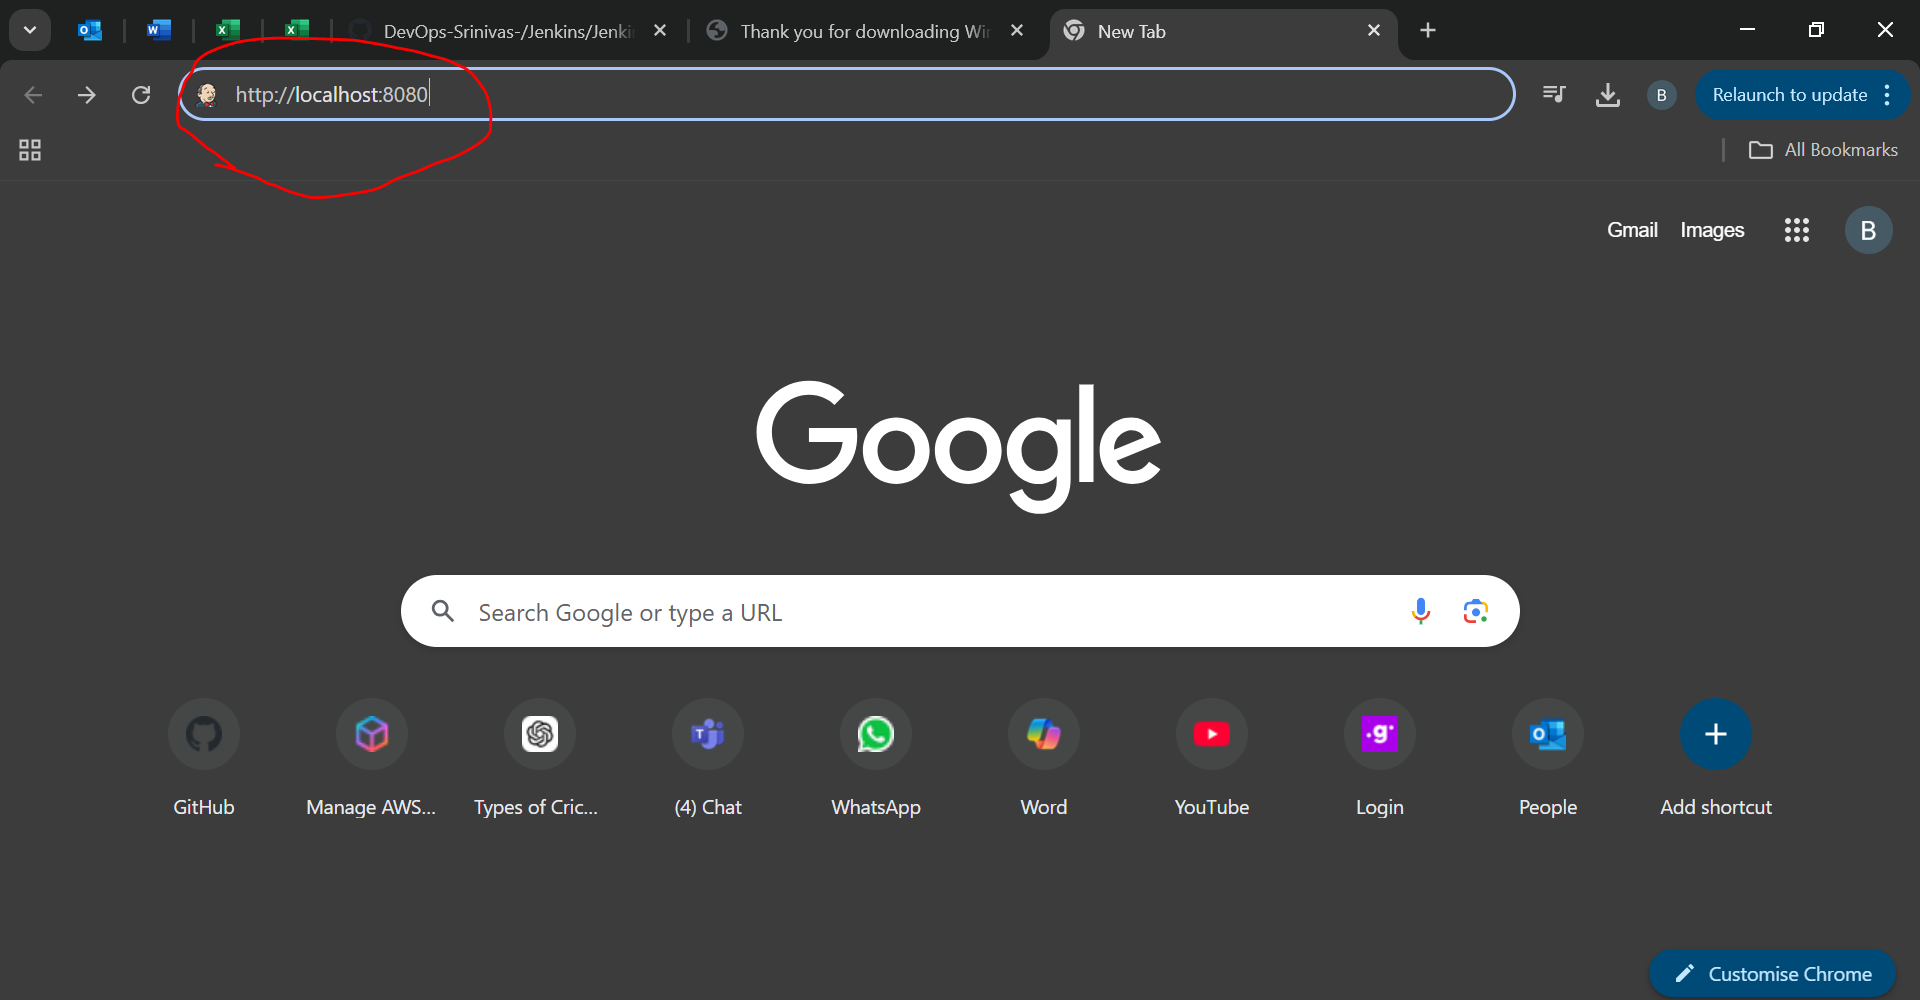 DevOps-Srinivas-/Jenkins/Jenki
Thank you for downloading Wi
New Tab
http://localhost:8080
B
Relaunch to update
All Bookmarks
Gmail
Images
B
Google
Search Google or type a URL
GitHub
Manage AWS...
Types of Cric...
(4) Chat
WhatsApp
Word
YouTube
Login
People
Add shortcut
Customise Chrome